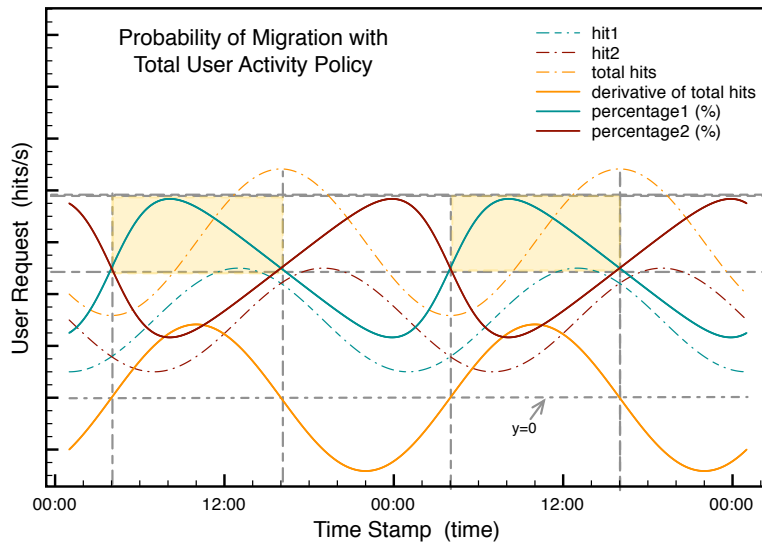 Probability of Migration with
Total User Activity Policy
hit1
hit2
total hits
derivative of total hits
percentage1 (%)
percentage2 (%)
User Request (hits/s)
y=0
00:00 12:00 00:00 12:00 00:00
Time Stamp (time)